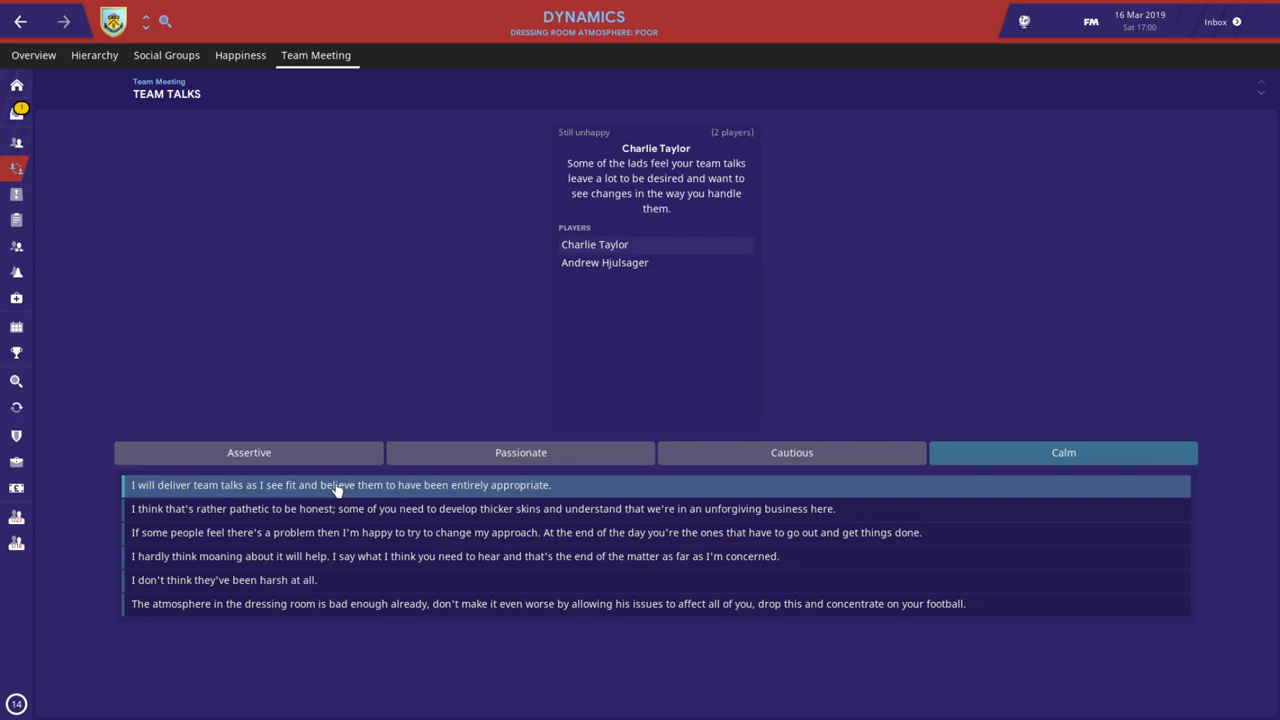 DYNAMICS
DRESSING ROOM ATMOSPHERE: POOR
FM
16 Mar 2019
Sat 17:00
Inbox
Overview
Hierarchy
Social Groups
Happiness
Team Meeting
Team Meeting
TEAM TALKS
1
Still unhappy
(2 players)
Charlie Taylor
Some of the lads feel your team talks
leave a lot to be desired and want to
see changes in the way you handle
them.
PLAYERS
Charlie Taylor
Andrew Hjulsager
Assertive
Passionate
Cautious
Calm
I will deliver team talks as I see fit and believe them to have been entirely appropriate.
I think that's rather pathetic to be honest; some of you need to develop thicker skins and understand that we're in an unforgiving business here.
If some people feel there's a problem then I'm happy to try to change my approach. At the end of the day you're the ones that have to go out and get things done.
I hardly think moaning about it will help. I say what I think you need to hear and that's the end of the matter as far as I'm concerned.
I don't think they've been harsh at all.
The atmosphere in the dressing room is bad enough already, don't make it even worse by allowing his issues to affect all of you, drop this and concentrate on your football.
14